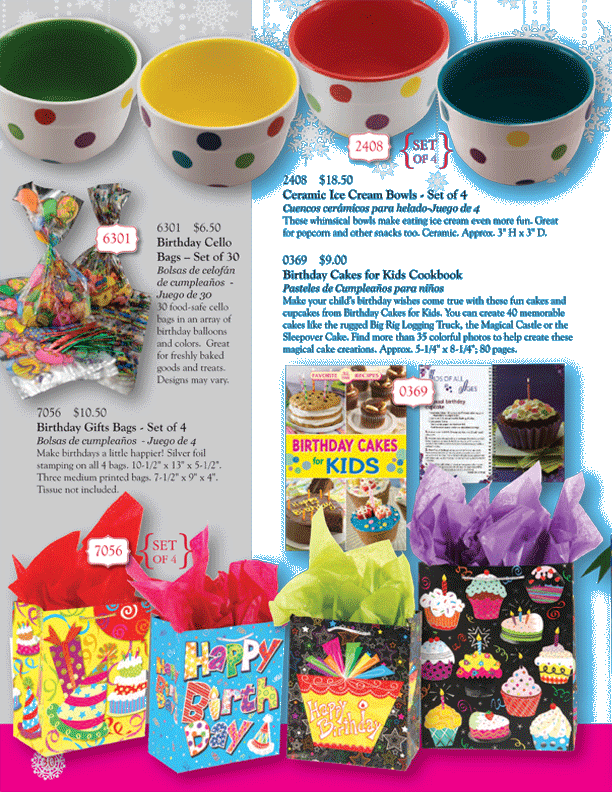 2408
{SET
OF 4}
2408 $18.50
Ceramic Ice Cream Bowls - Set of 4
Cuencos cerámicos para helado-Juego de 4
These whimsical bowls make eating ice cream even more fun. Great
for popcorn and other snacks too. Ceramic. Approx. 3" H x 3" D.
6301
6301 $6.50
Birthday Cello
Bags – Set of 30
Bolsas de celofán
de cumpleaños -
Juego de 30
30 food-safe cello
bags in an array of
birthday balloons
and colors. Great
for freshly baked
goods and treats.
Designs may vary.
0369 $9.00
Birthday Cakes for Kids Cookbook
Pasteles de Cumpleaños para niños
Make your child's birthday wishes come true with these fun cakes and
cupcakes from Birthday Cakes for Kids. You can create 40 memorable
cakes like the rugged Big Rig Logging Truck, the Magical Castle or the
Sleepover Cake. Find more than 35 colorful photos to help create these
magical cake creations. Approx. 5-1/4" x 8-1/4"; 80 pages.
0369
FAVORITE RECIPES
BIRTHDAY CAKES
for KIDS
OF ALL
AGES
birthday
cupcake
7056 $10.50
Birthday Gifts Bags - Set of 4
Bolsas de cumpleaños - Juego de 4
Make birthdays a little happier! Silver foil
stamping on all 4 bags. 10-1/2" x 13" x 5-1/2".
Three medium printed bags. 7-1/2" x 9" x 4".
Tissue not included.
7056
{SET
OF 4}
Happy
Birth
Day
Happy
Birthday